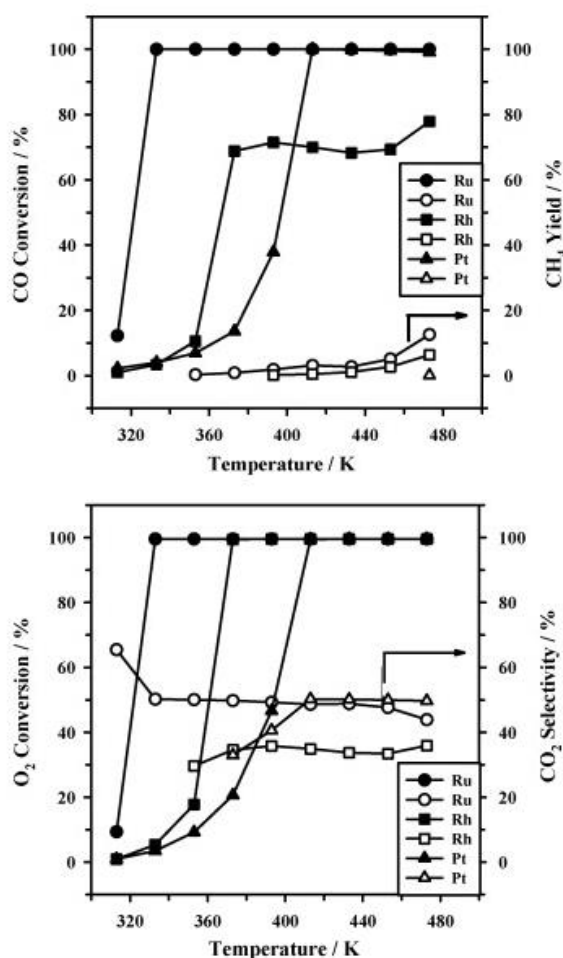 100
80
60
40
20
0
CO Conversion / %
100
80
60
40
20
0
CH4 Yield / %
Ru
Ru
Rh
Rh
Pt
Pt
320 360 400 440 480
Temperature / K
100
80
60
40
20
0
O2 Conversion / %
100
80
60
40
20
0
CO2 Selectivity / %
Ru
Ru
Rh
Rh
Pt
Pt
320 360 400 440 480
Temperature / K